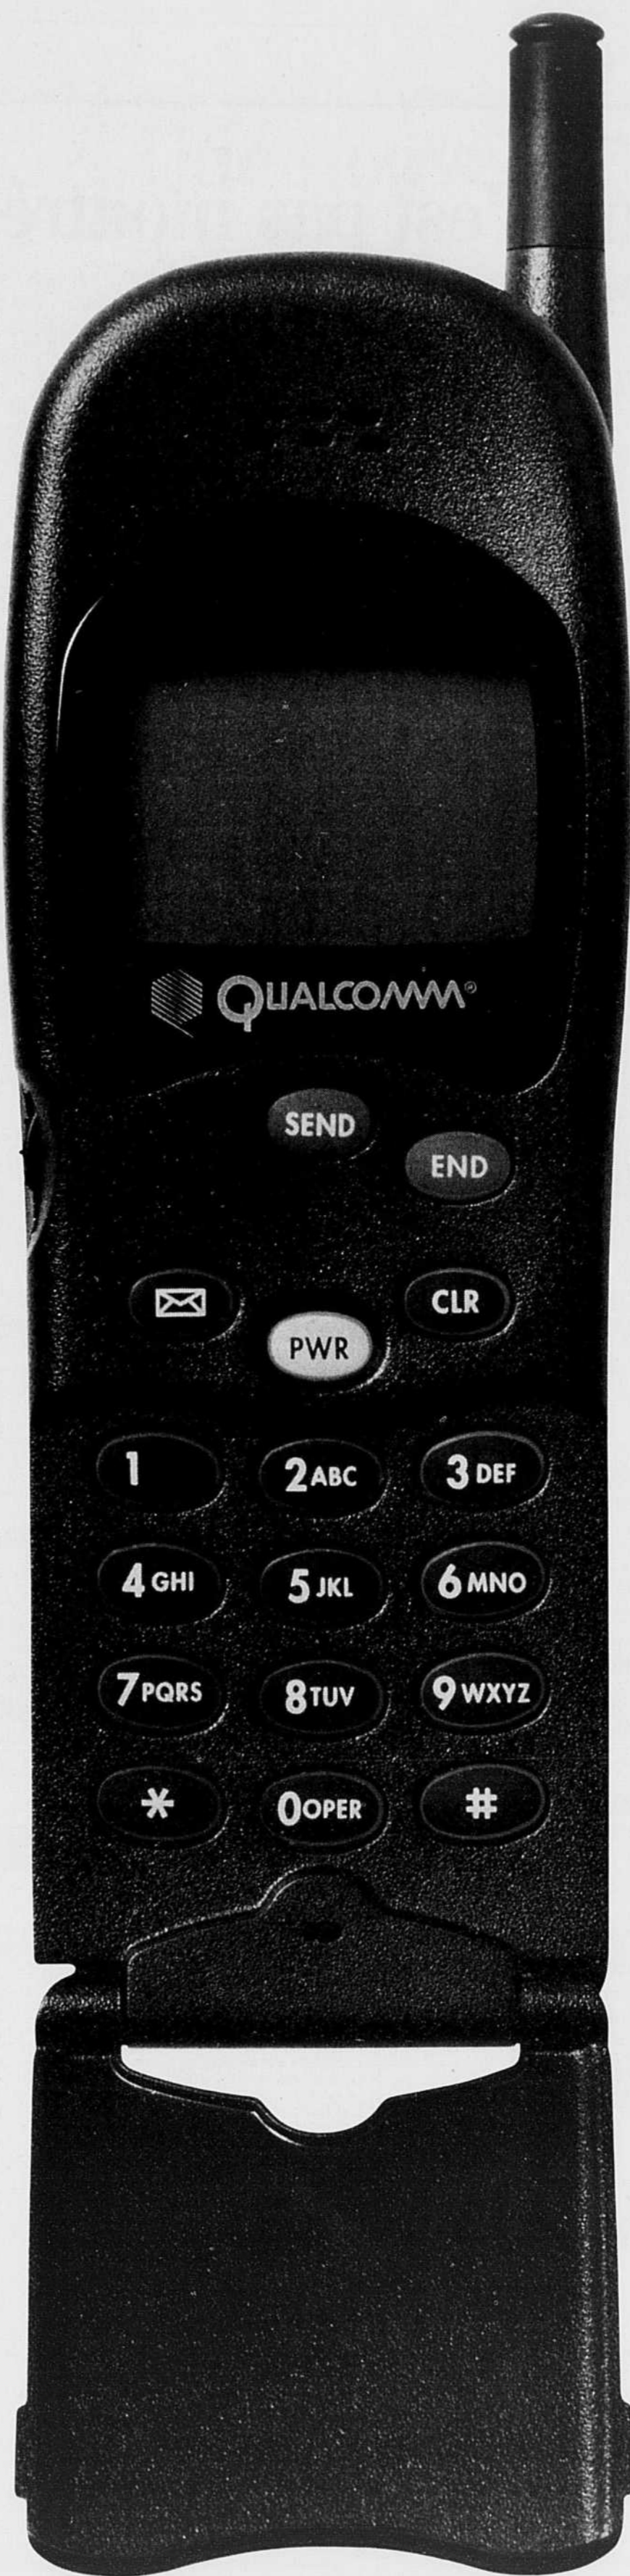 QUALCOMM®
SEND
END
CLR
PWR
1 2ABC 3DEF
4GHI 5JKL 6MNO
7PQRS 8TUV 9WXYZ
* 0OPER #